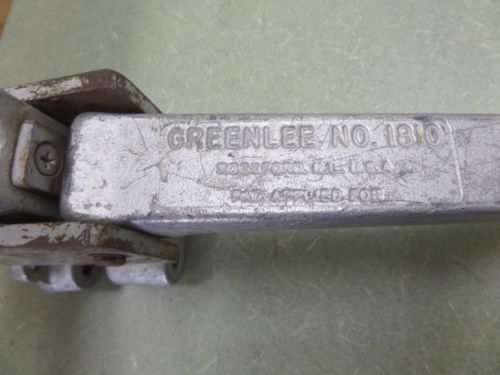 GREENLEE NO. 1810
ROCKFORD, ILL. U.S.A.
PAT. APPLIED FOR